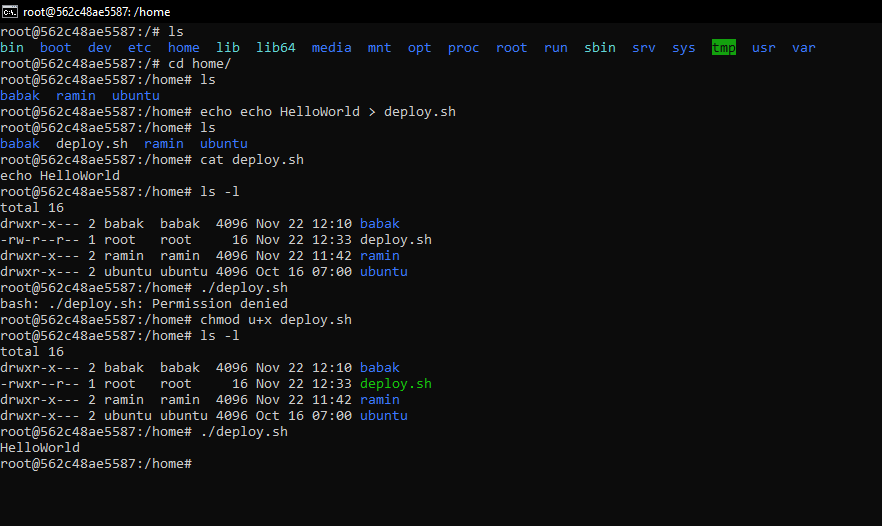 root@562c48ae5587: /home
root@562c48ae5587:/# ls
bin  boot  dev  etc  home  lib  lib64  media  mnt  opt  proc  root  run  sbin  srv  sys  tmp  usr  var
root@562c48ae5587:/# cd home/
root@562c48ae5587:/home# ls
babak  ramin  ubuntu
root@562c48ae5587:/home# echo echo HelloWorld > deploy.sh
root@562c48ae5587:/home# ls
babak  deploy.sh  ramin  ubuntu
root@562c48ae5587:/home# cat deploy.sh
echo HelloWorld
root@562c48ae5587:/home# ls -l
total 16
drwxr-x--- 2 babak  babak  4096 Nov 22 12:10 babak
-rw-r--r-- 1 root   root     16 Nov 22 12:33 deploy.sh
drwxr-x--- 2 ramin  ramin  4096 Nov 22 11:42 ramin
drwxr-x--- 2 ubuntu ubuntu 4096 Oct 16 07:00 ubuntu
root@562c48ae5587:/home# ./deploy.sh
bash: ./deploy.sh: Permission denied
root@562c48ae5587:/home# chmod u+x deploy.sh
root@562c48ae5587:/home# ls -l
total 16
drwxr-x--- 2 babak  babak  4096 Nov 22 12:10 babak
-rwxr--r-- 1 root   root     16 Nov 22 12:33 deploy.sh
drwxr-x--- 2 ramin  ramin  4096 Nov 22 11:42 ramin
drwxr-x--- 2 ubuntu ubuntu 4096 Oct 16 07:00 ubuntu
root@562c48ae5587:/home# ./deploy.sh
HelloWorld
root@562c48ae5587:/home#